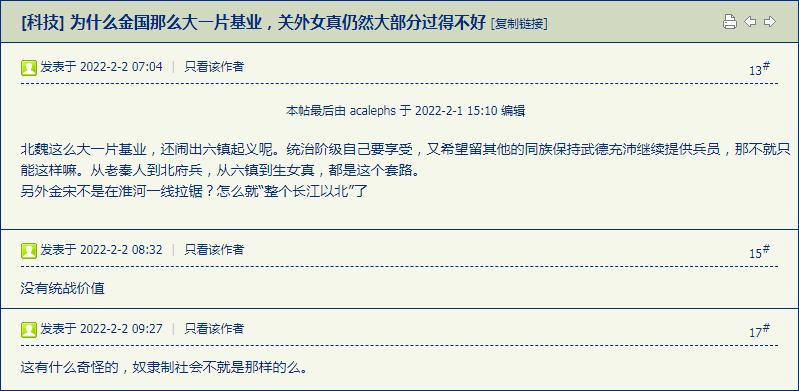 [科技] 为什么金国那么大一片基业，关外女真仍然大部分过得不好 [复制链接]
发表于 2022-2-2 07:04 | 只看该作者 13#
本帖最后由 acalephs 于 2022-2-1 15:10 编辑
北魏这么大一片基业，还闹出六镇起义呢。统治阶级自己要享受，又希望留其他的同族保持武德充沛继续提供兵员，那不就只
能这样嘛。从老秦人到北府兵，从六镇到生女真，都是这个套路。
另外金宋不是在淮河一线拉锯？怎么就“整个长江以北”了
发表于 2022-2-2 08:32 | 只看该作者 15#
没有统战价值
发表于 2022-2-2 09:27 | 只看该作者 17#
这有什么奇怪的，奴隶制社会不就是那样的么。